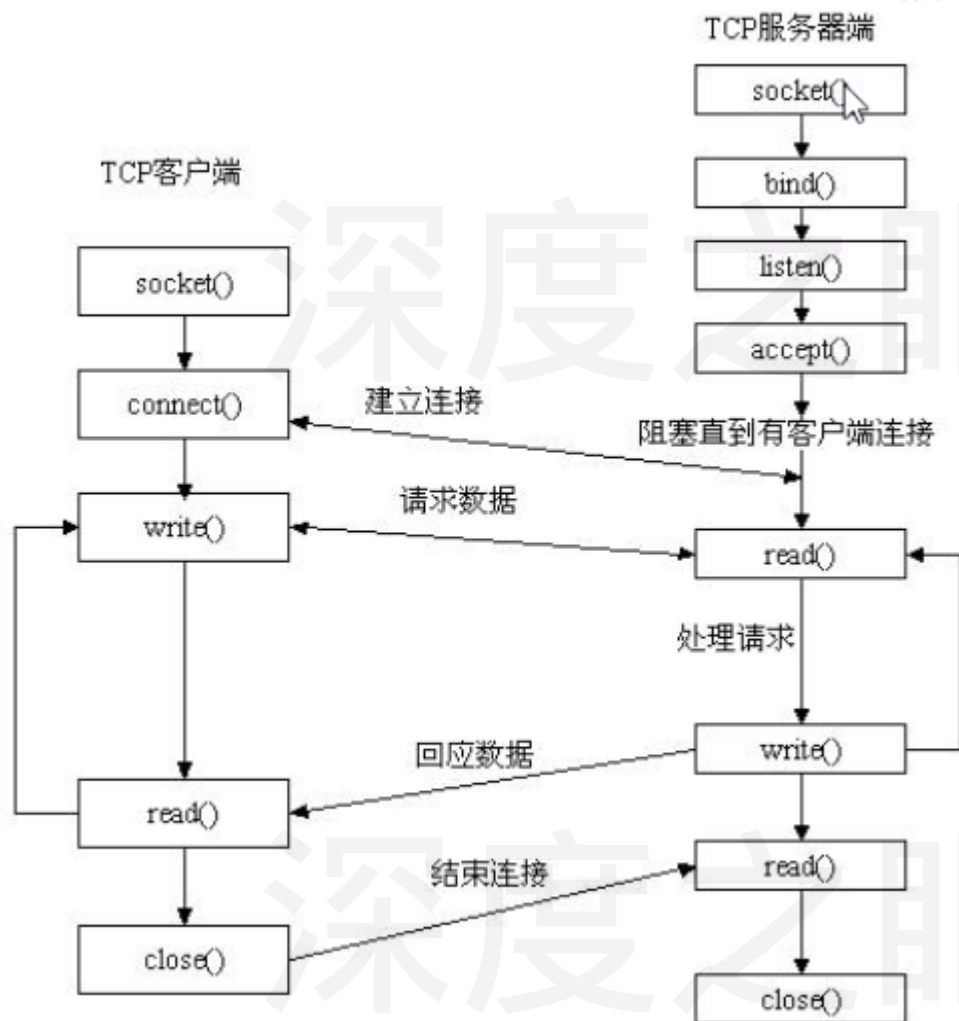 TCP服务器端
socket()
bind()
listen()
accept()
阻塞直到有客户端连接
read()
处理请求
write()
read()
close()
TCP客户端
socket()
connect()
write()
read()
close()
建立连接
请求数据
回应数据
结束连接
深度之
深度之